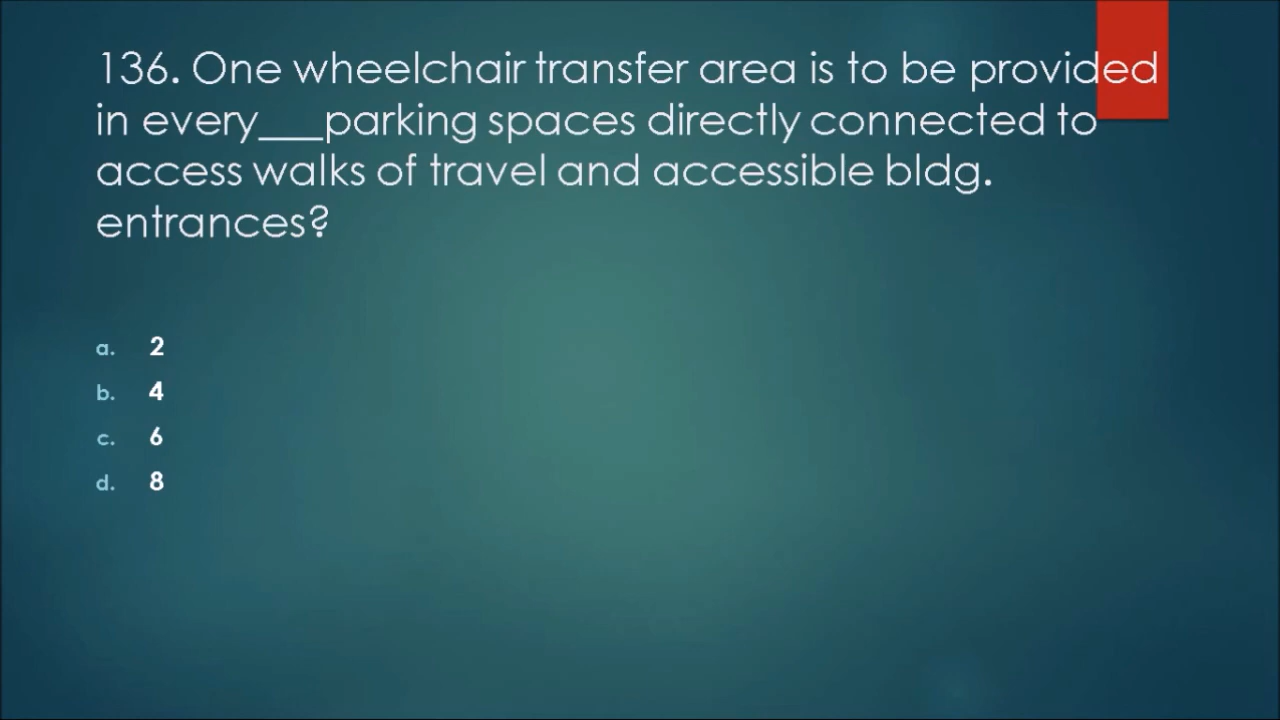 136. One wheelchair transfer area is to be provided
in every___parking spaces directly connected to
access walks of travel and accessible bldg.
entrances?
a. 2
b. 4
c. 6
d. 8